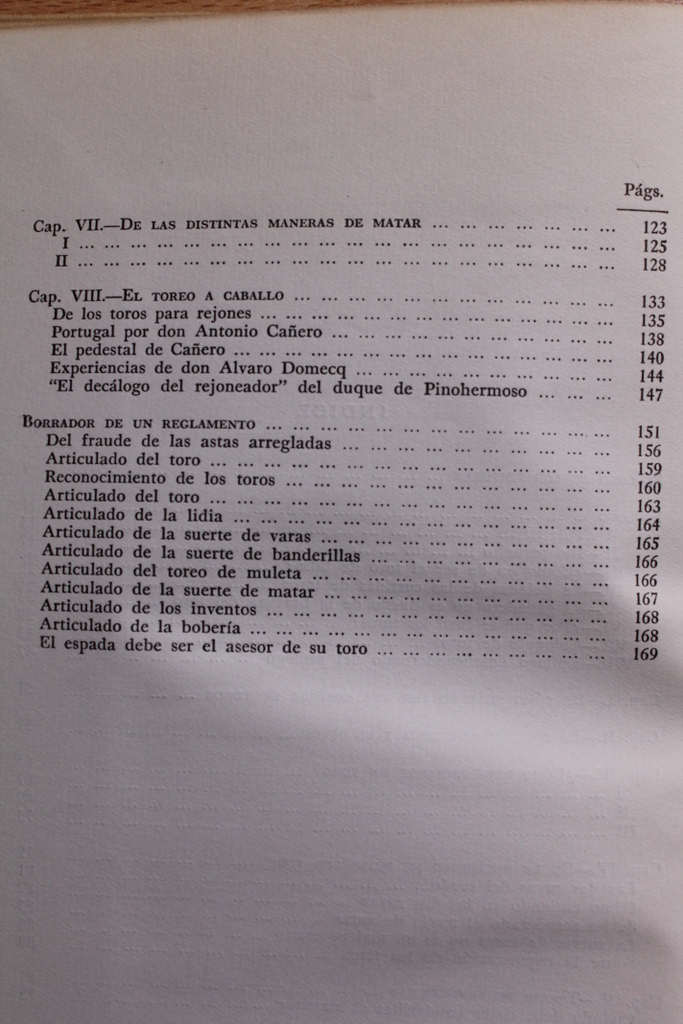 Págs.
Cap. VII.—DE LAS DISTINTAS MANERAS DE MATAR ... ... ... ... ... ... ... 123
I ... ... ... ... ... ... ... ... ... ... ... ... ... ... ... ... ... ... ... ... 125
II ... ... ... ... ... ... ... ... ... ... ... ... ... ... ... ... ... ... ... ... 128
Cap. VIII.—EL TOREO A CABALLO ... ... ... ... ... ... ... ... ... ... ... ... 133
De los toros para rejones ... ... ... ... ... ... ... ... ... ... ... ... ... 135
Portugal por don Antonio Cañero ... ... ... ... ... ... ... ... ... ... 138
El pedestal de Cañero ... ... ... ... ... ... ... ... ... ... ... ... ... ... 140
Experiencias de don Alvaro Domecq ... ... ... ... ... ... ... ... ... 144
"El decálogo del rejoneador" del duque de Pinohermoso ... ... ... 147
BORRADOR DE UN REGLAMENTO ... ... ... ... ... ... ... ... ... ... ... ... ... 151
Del fraude de las astas arregladas ... ... ... ... ... ... ... ... ... ... 156
Articulado del toro ... ... ... ... ... ... ... ... ... ... ... ... ... ... ... 159
Reconocimiento de los toros ... ... ... ... ... ... ... ... ... ... ... ... 160
Articulado del toro ... ... ... ... ... ... ... ... ... ... ... ... ... ... ... 163
Articulado de la lidia ... ... ... ... ... ... ... ... ... ... ... ... ... ... 164
Articulado de la suerte de varas ... ... ... ... ... ... ... ... ... ... ... 165
Articulado de la suerte de banderillas ... ... ... ... ... ... ... ... ... 166
Articulado del toreo de muleta ... ... ... ... ... ... ... ... ... ... ... 166
Articulado de la suerte de matar ... ... ... ... ... ... ... ... ... ... ... 167
Articulado de los inventos ... ... ... ... ... ... ... ... ... ... ... ... ... 168
Articulado de la bobería ... ... ... ... ... ... ... ... ... ... ... ... ... 168
El espada debe ser el asesor de su toro ... ... ... ... ... ... ... ... ... 169